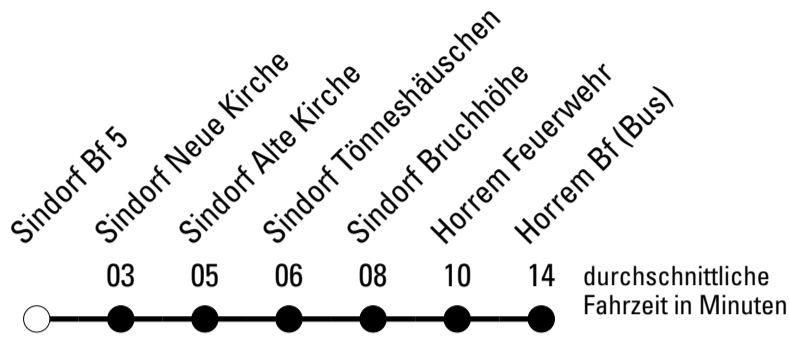 Sindorf Bf 5
Sindorf Neue Kirche
Sindorf Alte Kirche
Sindorf Tönneshäuschen
Sindorf Bruchhöhe
Horrem Feuerwehr
Horrem Bf (Bus)
03 05 06 08 10 14
durchschnittliche
Fahrzeit in Minuten